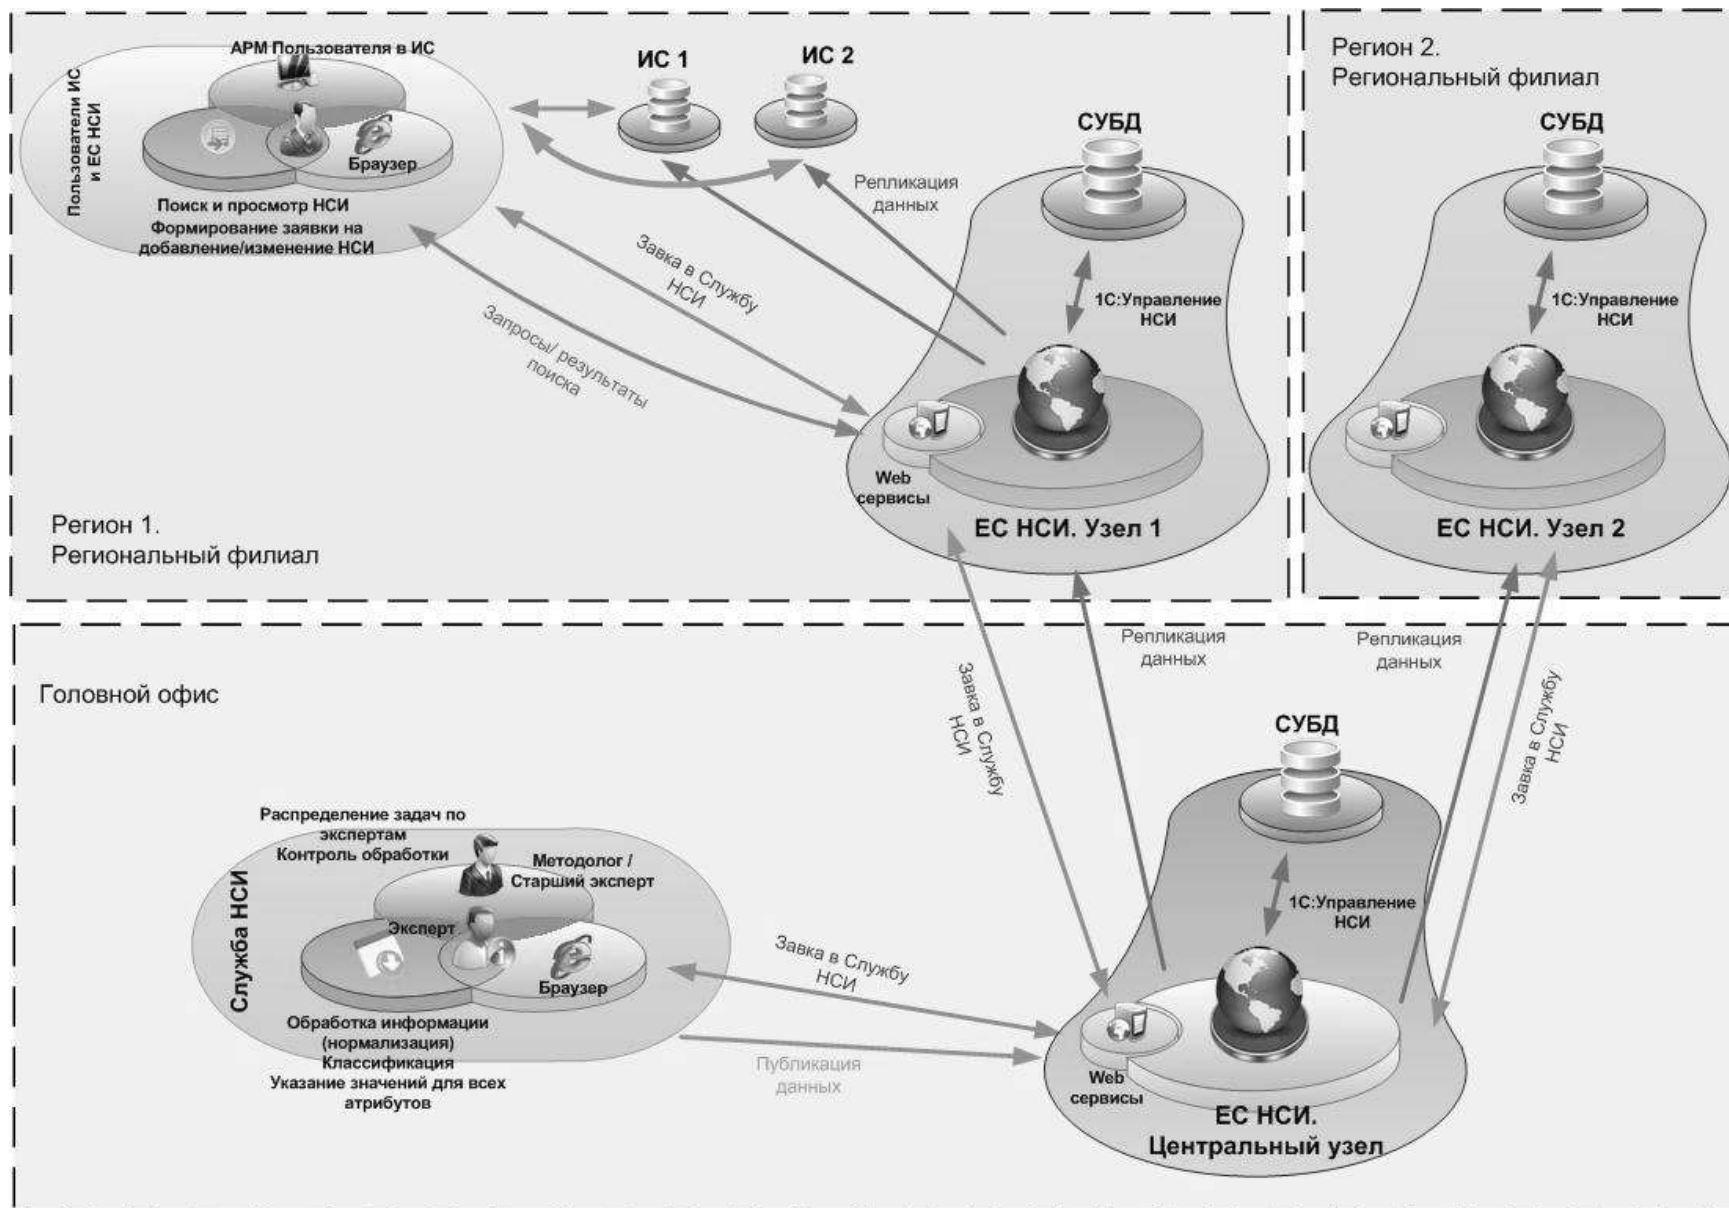 АРМ Пользователя в ИС
Пользователи ИС
и ЕС НСИ
Браузер
Поиск и просмотр НСИ
Формирование заявки на
добавление/изменение НСИ
ИС 1
ИС 2
Репликация
данных
Завка в Службу
НСИ
Запросы/ результаты
поиска
СУБД
1С:Управление
НСИ
Web
сервисы
ЕС НСИ. Узел 1
Регион 1.
Региональный филиал
Регион 2.
Региональный филиал
СУБД
1С:Управление
НСИ
ЕС НСИ. Узел 2
Головной офис
Завка в Службу
НСИ
Репликация
данных
Репликация
данных
Завка в Службу
НСИ
Распределение задач по
экспертам
Контроль обработки
Методолог /
Старший эксперт
Служба НСИ
Эксперт
Браузер
Обработка информации
(нормализация)
Классификация
Указание значений для всех
атрибутов
Завка в Службу
НСИ
Публикация
данных
СУБД
1С:Управление
НСИ
Web
сервисы
ЕС НСИ.
Центральный узел